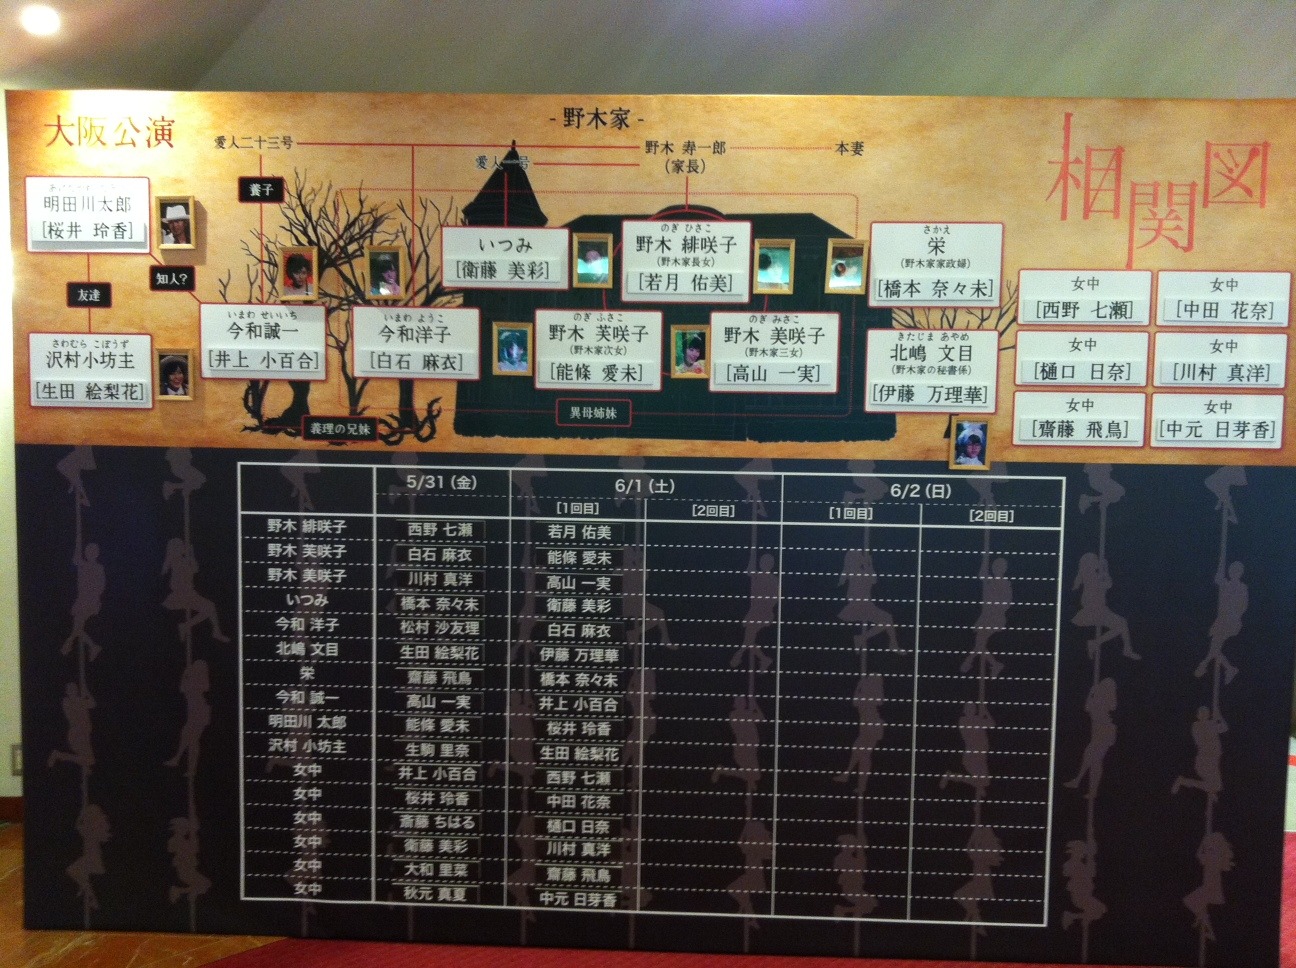 大阪公演
- 野木家 -
相関図
愛人二十三号
愛人一号
野木 寿一郎
（家長）
本妻
養子
明田川太郎
[桜井 玲香]
知人?
友達
さわむら こぼうず
沢村小坊主
[生田 絵梨花]
いまわ せいいち
今和誠一
[井上 小百合]
いまわ ようこ
今和洋子
[白石 麻衣]
いつみ
[衛藤 美彩]
のぎ ひさこ
野木 緋咲子
(野木家長女)
[若月 佑美]
のぎ ふさこ
野木 芙咲子
(野木家次女)
[能條 愛未]
のぎ みさこ
野木 美咲子
(野木家三女)
[高山 一実]
さかえ
栄
(野木家家政婦)
[橋本 奈々未]
きたじま あやめ
北嶋 文目
(野木家の秘書係)
[伊藤 万理華]
女中
[西野 七瀬]
女中
[中田 花奈]
女中
[樋口 日奈]
女中
[川村 真洋]
女中
[齋藤 飛鳥]
女中
[中元 日芽香]
義理の兄妹
異母姉妹
5/31（金） 6/1（土） 6/2（日）
[1回目] [2回目] [1回目] [2回目]
野木 緋咲子 西野 七瀬 若月 佑美
野木 芙咲子 白石 麻衣 能條 愛未
野木 美咲子 川村 真洋 高山 一実
いつみ 橋本 奈々未 衛藤 美彩
今和 洋子 松村 沙友理 白石 麻衣
北嶋 文目 生田 絵梨花 伊藤 万理華
栄 齋藤 飛鳥 橋本 奈々未
今和 誠一 高山 一実 井上 小百合
明田川 太郎 能條 愛未 桜井 玲香
沢村 小坊主 生駒 里奈 生田 絵梨花
女中 井上 小百合 西野 七瀬
女中 桜井 玲香 中田 花奈
女中 斎藤 ちはる 樋口 日奈
女中 衛藤 美彩 川村 真洋
女中 大和 里菜 齋藤 飛鳥
女中 秋元 真夏 中元 日芽香